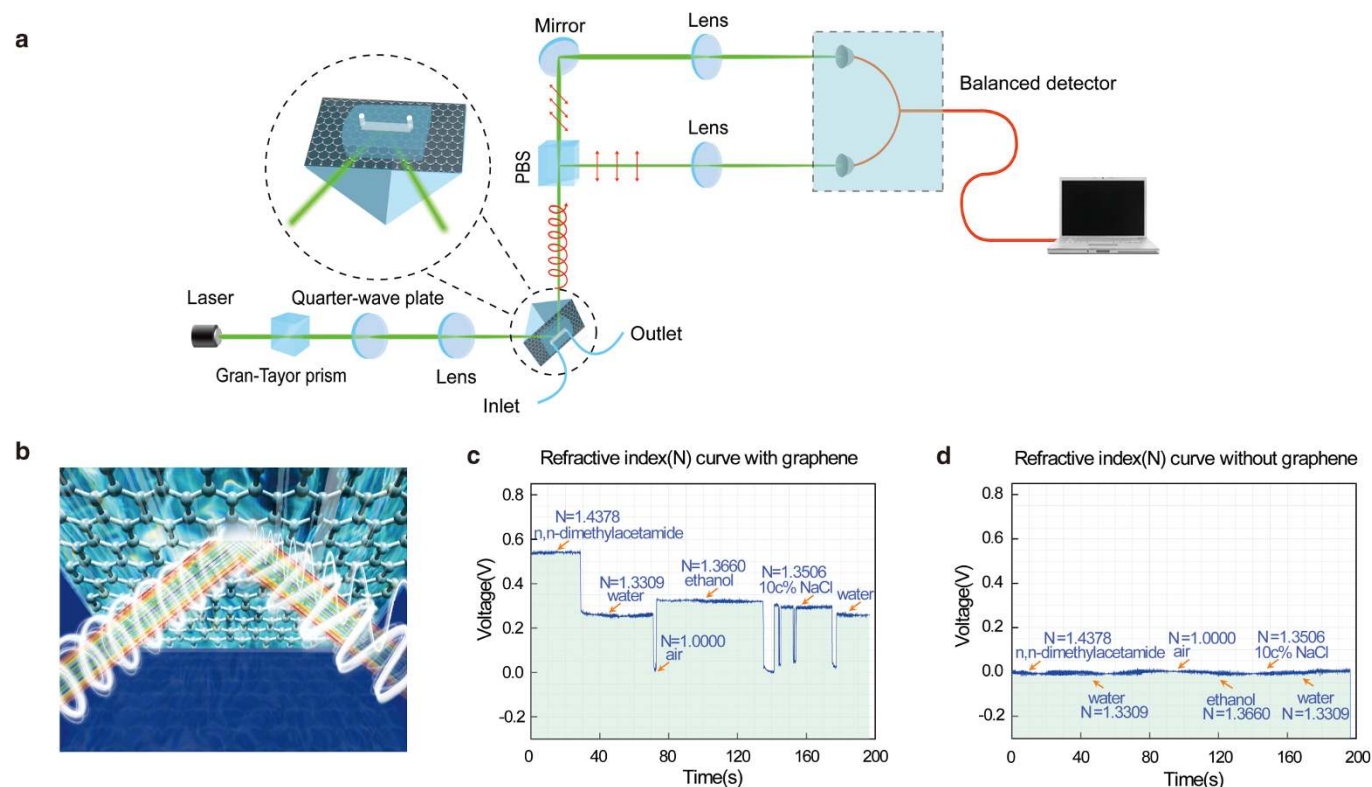 a
Mirror
Lens
Balanced detector
PBS
Lens
Laser
Quarter-wave plate
Gran-Tayor prism
Lens
Outlet
Inlet
b
c
Refractive index(N) curve with graphene
0.8
0.6
0.4
0.2
0.0
-0.2
Voltage(V)
N=1.4378
n,n-dimethylacetamide
N=1.3309
water
N=1.3660
ethanol
N=1.3506
10c% NaCl
water
N=1.0000
air
0
40
80
120
160
200
Time(s)
d
Refractive index(N) curve without graphene
0.8
0.6
0.4
0.2
0.0
-0.2
Voltage(V)
N=1.4378
n,n-dimethylacetamide
N=1.0000
air
N=1.3506
10c% NaCl
water
N=1.3309
ethanol
N=1.3660
water
N=1.3309
0
40
80
120
160
200
Time(s)